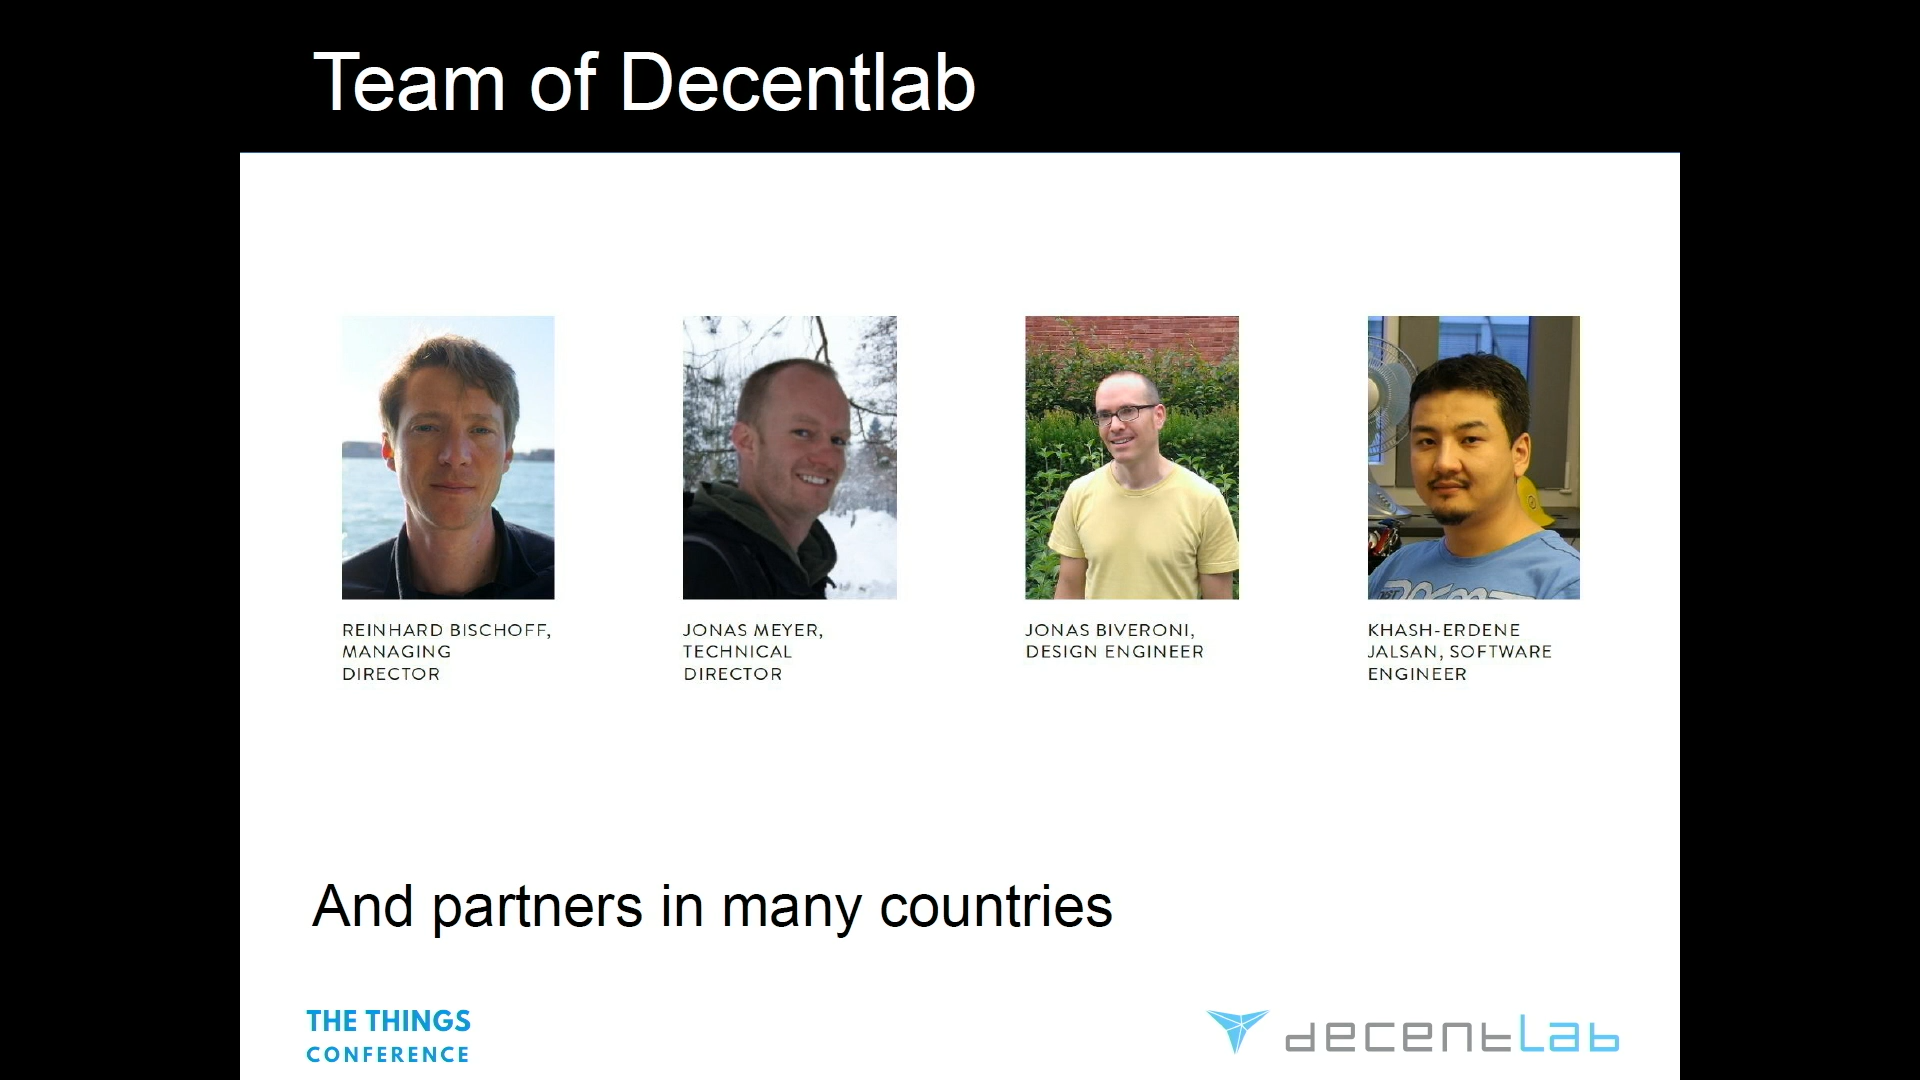 Team of Decentlab
REINHARD BISCHOFF,
MANAGING
DIRECTOR
JONAS MEYER,
TECHNICAL
DIRECTOR
JONAS BIVERONI,
DESIGN ENGINEER
KHASH-ERDENE
JALSAN, SOFTWARE
ENGINEER
And partners in many countries
THE THINGS
CONFERENCE
decentlab